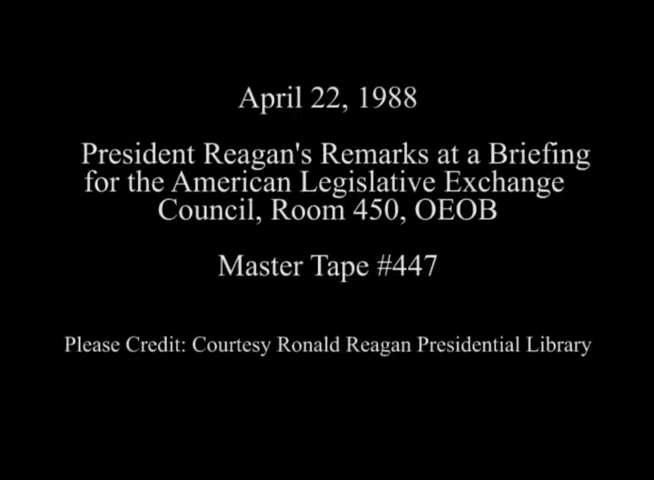 April 22, 1988
President Reagan's Remarks at a Briefing
for the American Legislative Exchange
Council, Room 450, OEOB
Master Tape #447
Please Credit: Courtesy Ronald Reagan Presidential Library